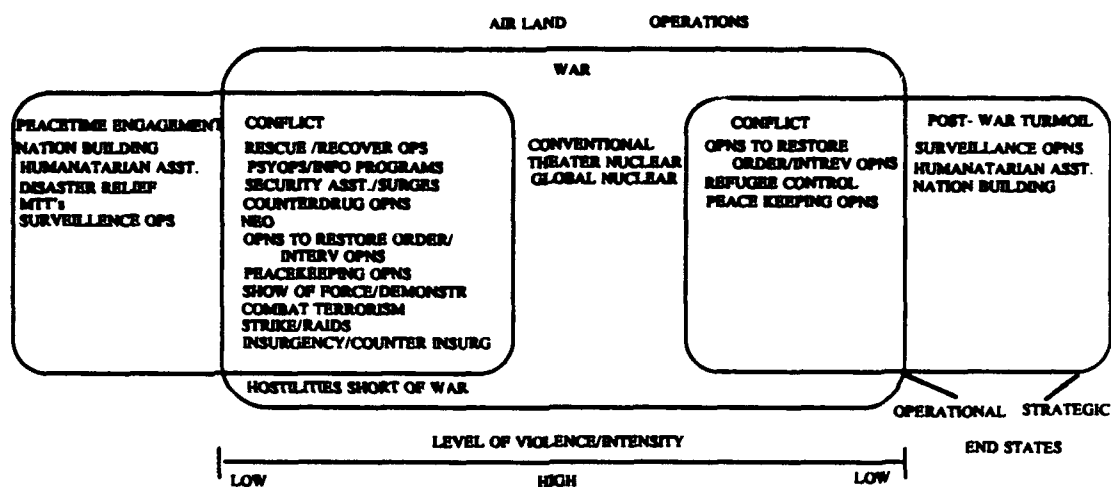 AIR LAND OPERATIONS
WAR
PEACETIME ENGAGEMENT
NATION BUILDING
HUMANATARIAN ASST.
DISASTER RELIEF
MTT's
SURVEILLENCE OPS
CONFLICT
RESCUE /RECOVER OPS
PSYOPS/INFO PROGRAMS
SECURITY ASST./SURGES
COUNTERDRUG OPNS
NEO
OPNS TO RESTORE ORDER/
INTERV OPNS
PEACEKEEPING OPNS
SHOW OF FORCE/DEMONSTR
COMBAT TERRORISM
STRIKE/RAIDS
INSURGENCY/COUNTER INSURG
HOSTILITIES SHORT OF WAR
CONVENTIONAL
THEATER NUCLEAR
GLOBAL NUCLEAR
CONFLICT
OPNS TO RESTORE
ORDER/INTREV OPNS
REFUGEE CONTROL
PEACE KEEPING OPNS
POST- WAR TURMOIL
SURVEILLANCE OPNS
HUMANATARIAN ASST.
NATION BUILDING
OPERATIONAL STRATEGIC
END STATES
LEVEL OF VIOLENCE/INTENSITY
LOW HIGH LOW